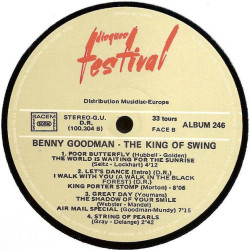 disques
festival
Distribution Musidisc-Europe
SACEM
STEREO-G.U.
D.R.
(100.304 B)
33 tours
FACE B
ALBUM 246
BENNY GOODMAN - THE KING OF SWING
1. POOR BUTTERFLY (Hubbell - Golden)
THE WORLD IS WAITING FOR THE SUNRISE
(Seitz - Lockhart) 4'12
2. LET'S DANCE (Intro) (D.R.)
I WALK WITH YOU (A WALK IN THE BLACK
FOREST) (D.R.)
KING PORTER STOMP (Morton) - 8'06
3. GREAT DAY (Youmans)
THE SHADOW OF YOUR SMILE
(Webster - Mandel)
AIR MAIL SPECIAL (Goodman-Mundy) 7'15
4. STRING OF PEARLS
(Gray - Delange) 2'42